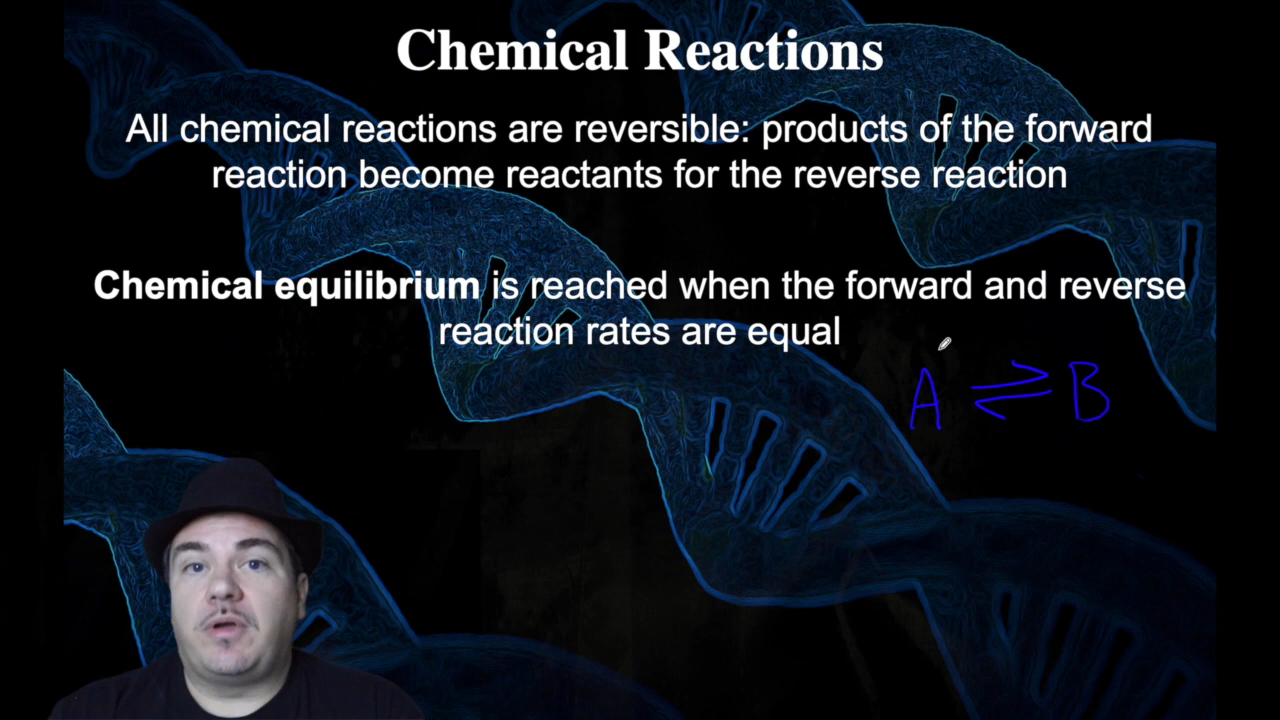 Chemical Reactions
All chemical reactions are reversible: products of the forward
reaction become reactants for the reverse reaction
Chemical equilibrium is reached when the forward and reverse
reaction rates are equal
A ⇌ B